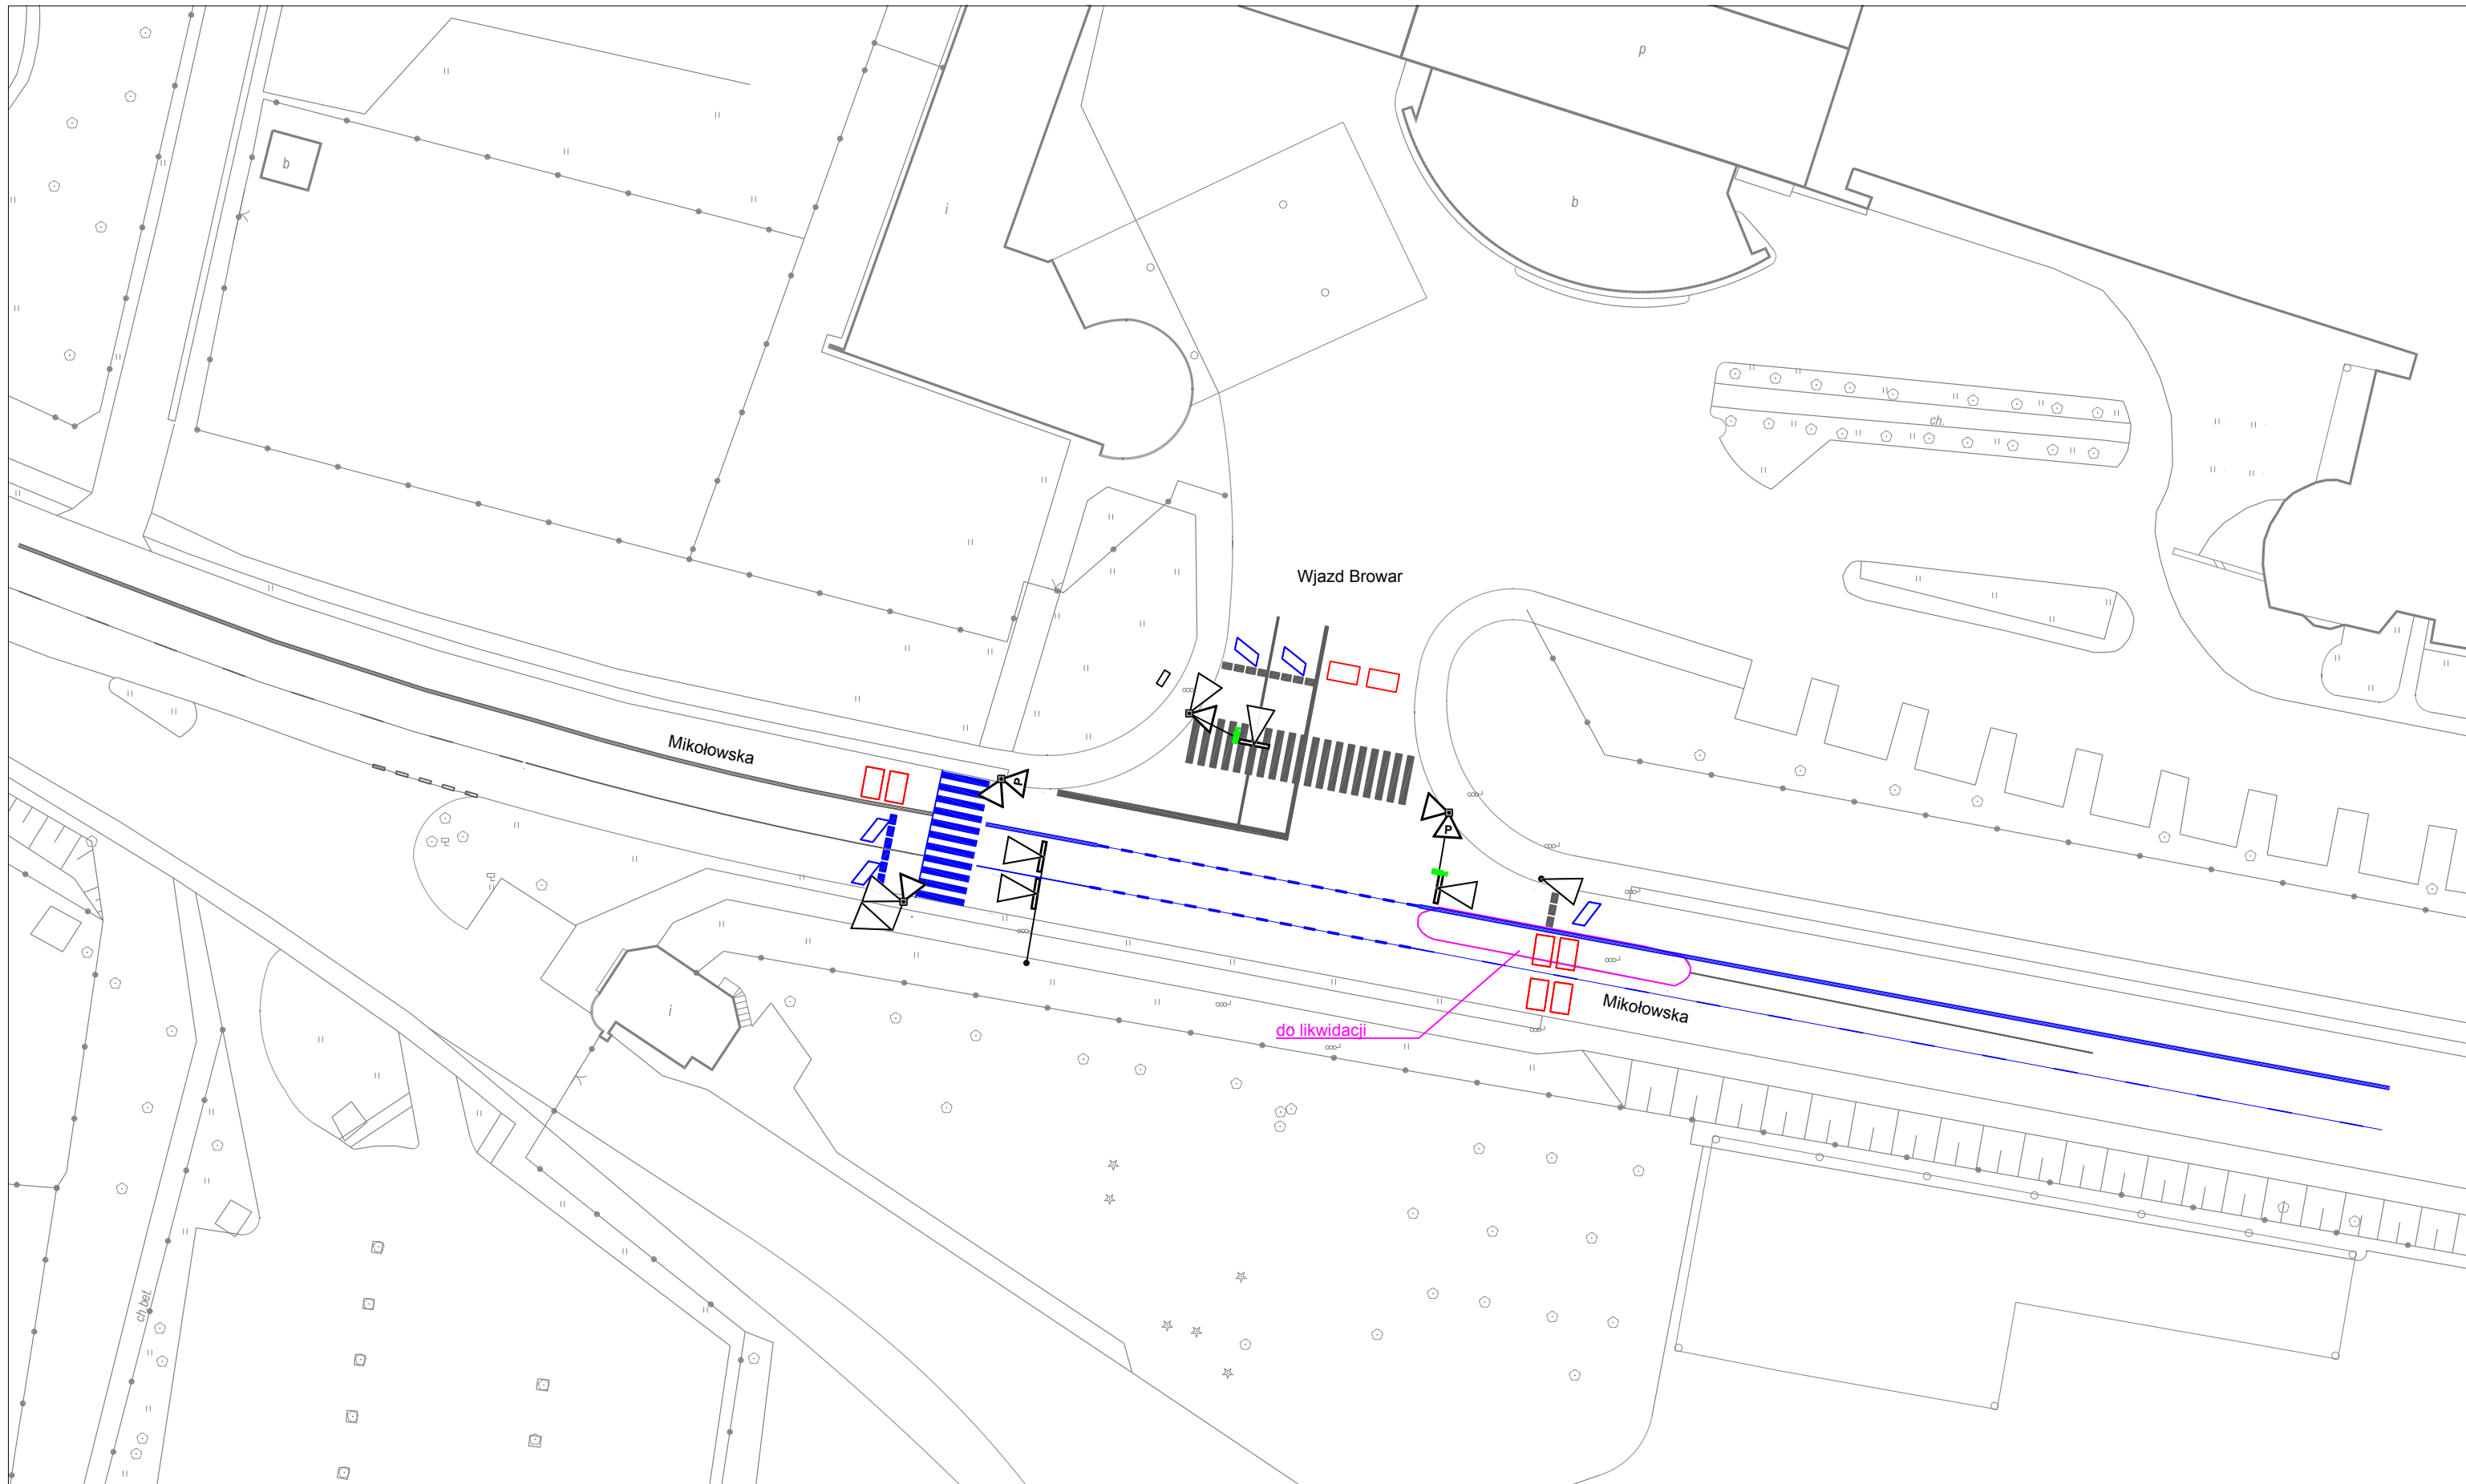 p
b
b
i
ch.
Wjazd Browar
Mikołowska
P
P
do likwidacji
Mikołowska
i
ch.bet.